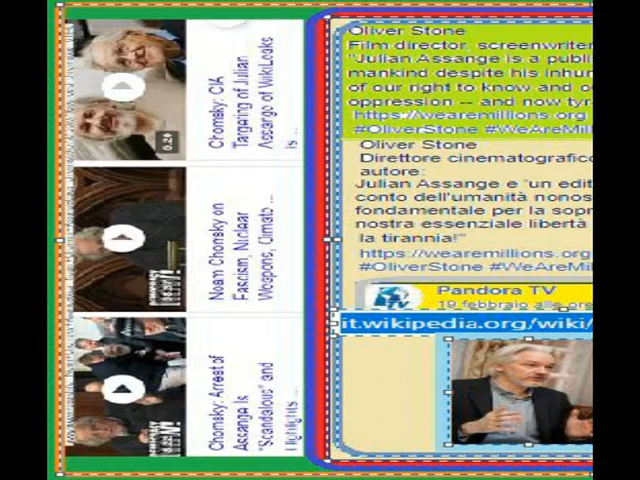 Chomsky: CIA
Targeting of Julian
Assange of WikiLeaks
Is ...
Noam Chomsky on
Fascism, Nuclear
Weapons, Climate ...
Chomsky: Arrest of
Assange Is
"Scandalous" and
Highlights ...
Oliver Stone
Film director, screenwriter
"Julian Assange is a publi
mankind despite his inhun
of our right to know and o
oppression -- and now tyr
https://wearemillions.org
#OliverStone #WeAreMill
Oliver Stone
Direttore cinematografico
autore:
Julian Assange e `un edit
conto dell'umanità nonos
fondamentale per la sopr
nostra essenziale libertà
la tirannia!"
https://wearemillions.org
#OliverStone #WeAreMil
Pandora TV
19 febbraio alle ore
it.wikipedia.org/wiki/